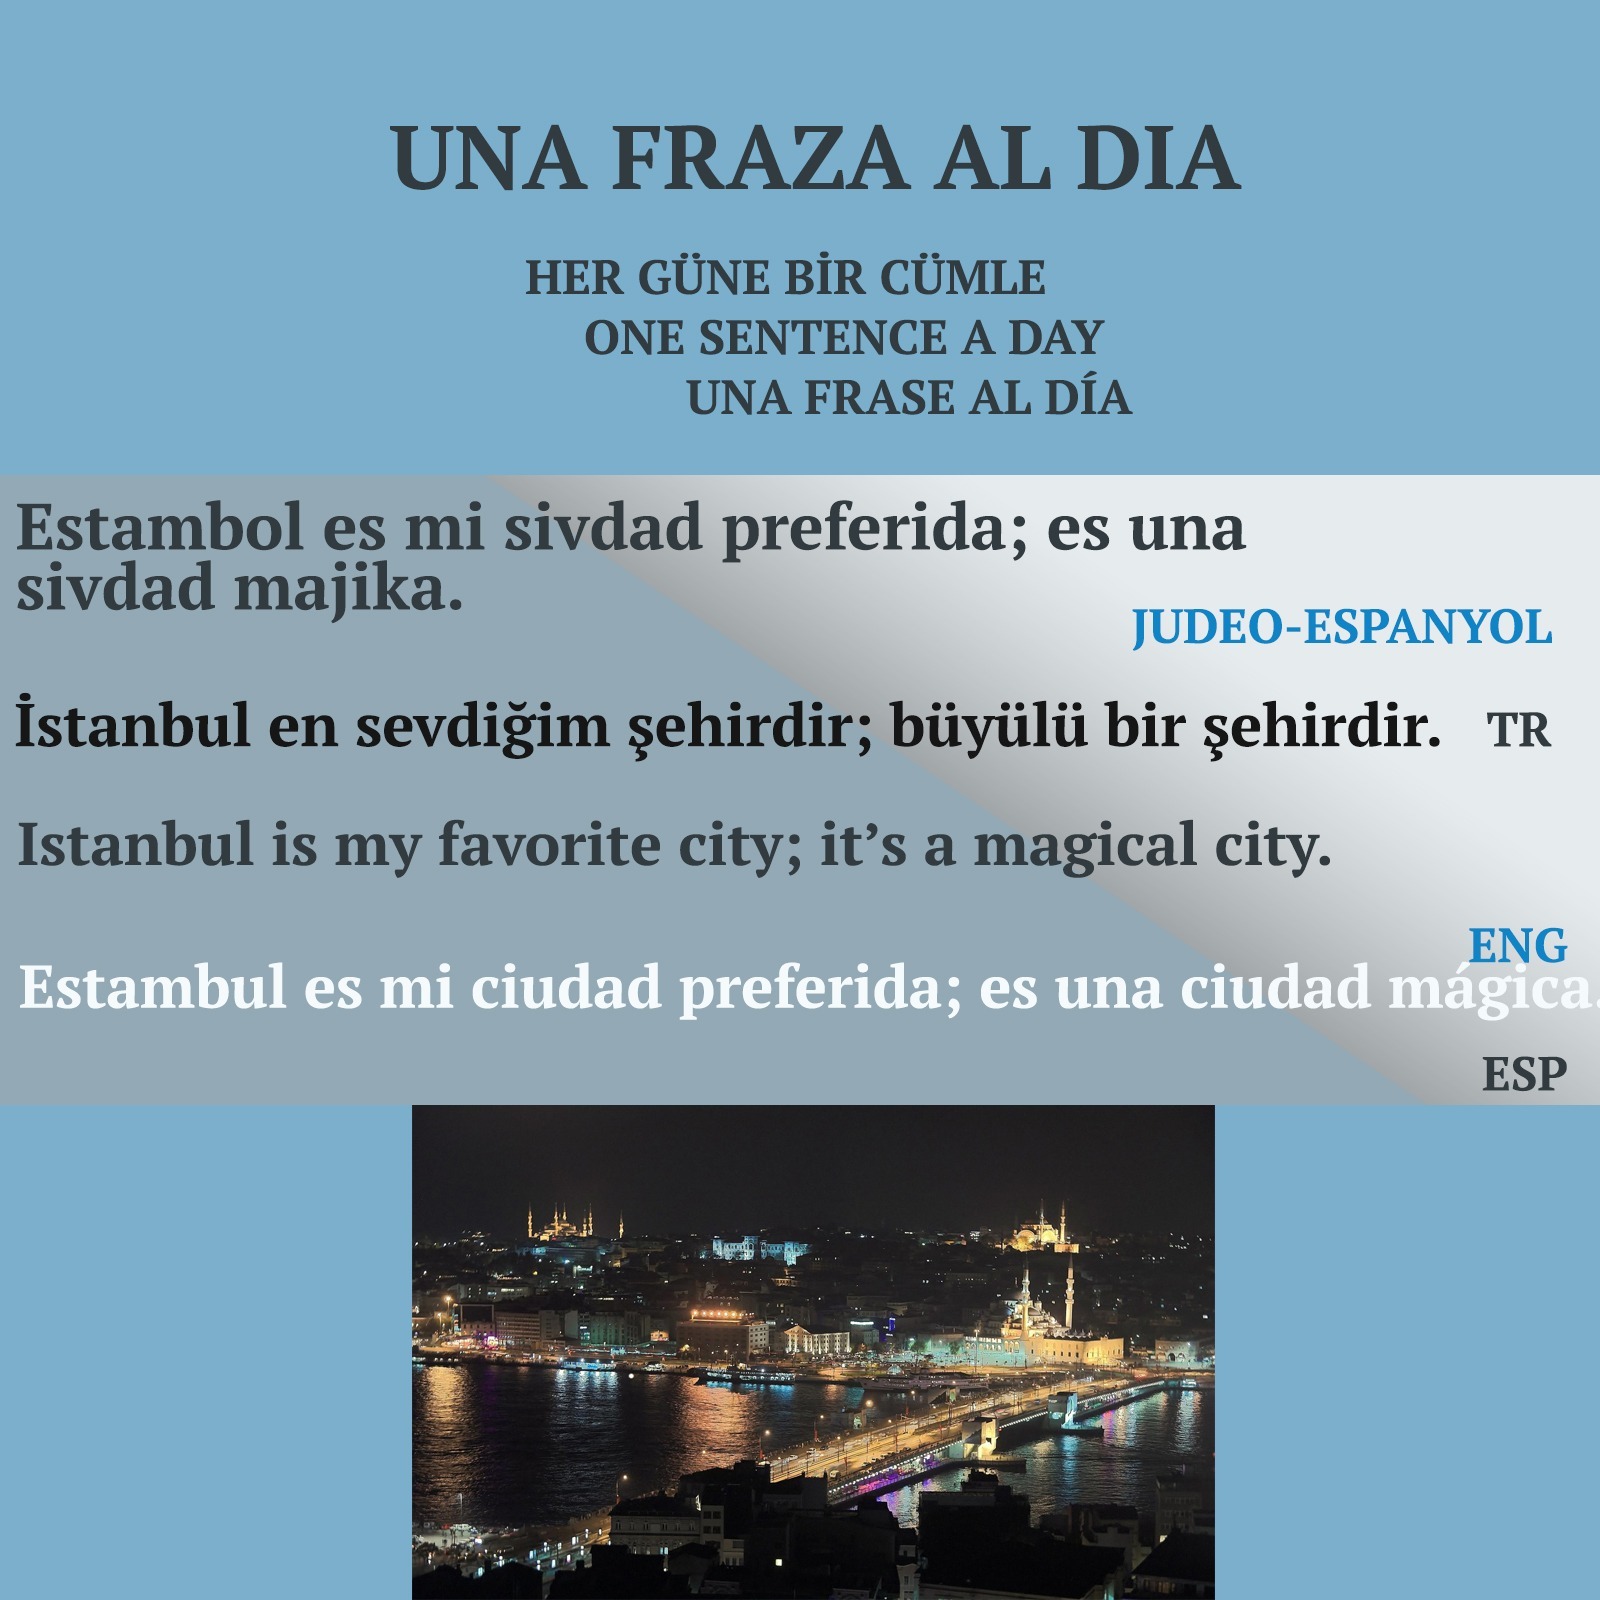 UNA FRAZA AL DIA
HER GÜNE BİR CÜMLE
ONE SENTENCE A DAY
UNA FRASE AL DÍA
Estambol es mi sivdad preferida; es una
sivdad majika.
JUDEO-ESPANYOL
İstanbul en sevdiğim şehirdir; büyülü bir şehirdir. TR
Istanbul is my favorite city; it’s a magical city.
ENG
Estambul es mi ciudad preferida; es una ciudad mágica.
ESP